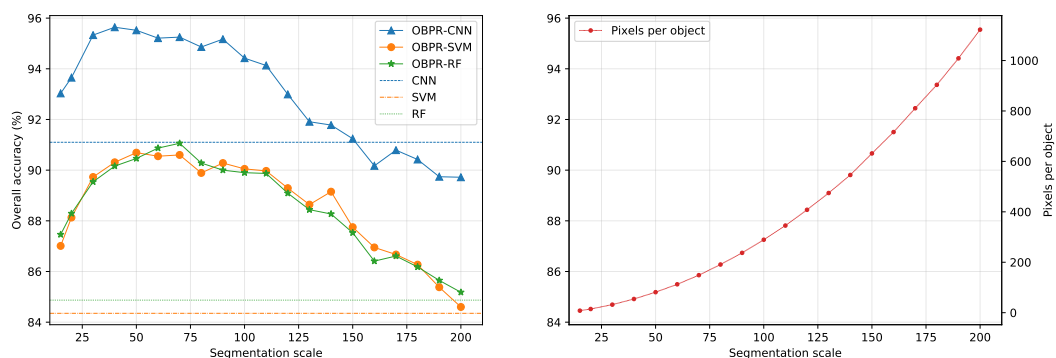 96
94
92
90
88
86
84
Overall accuracy (%)
OBPR-CNN
OBPR-SVM
OBPR-RF
CNN
SVM
RF
25 50 75 100 125 150 175 200
Segmentation scale
96
94
92
90
88
86
84
Pixels per object
1000
800
600
400
200
0
Pixels per object
25 50 75 100 125 150 175 200
Segmentation scale